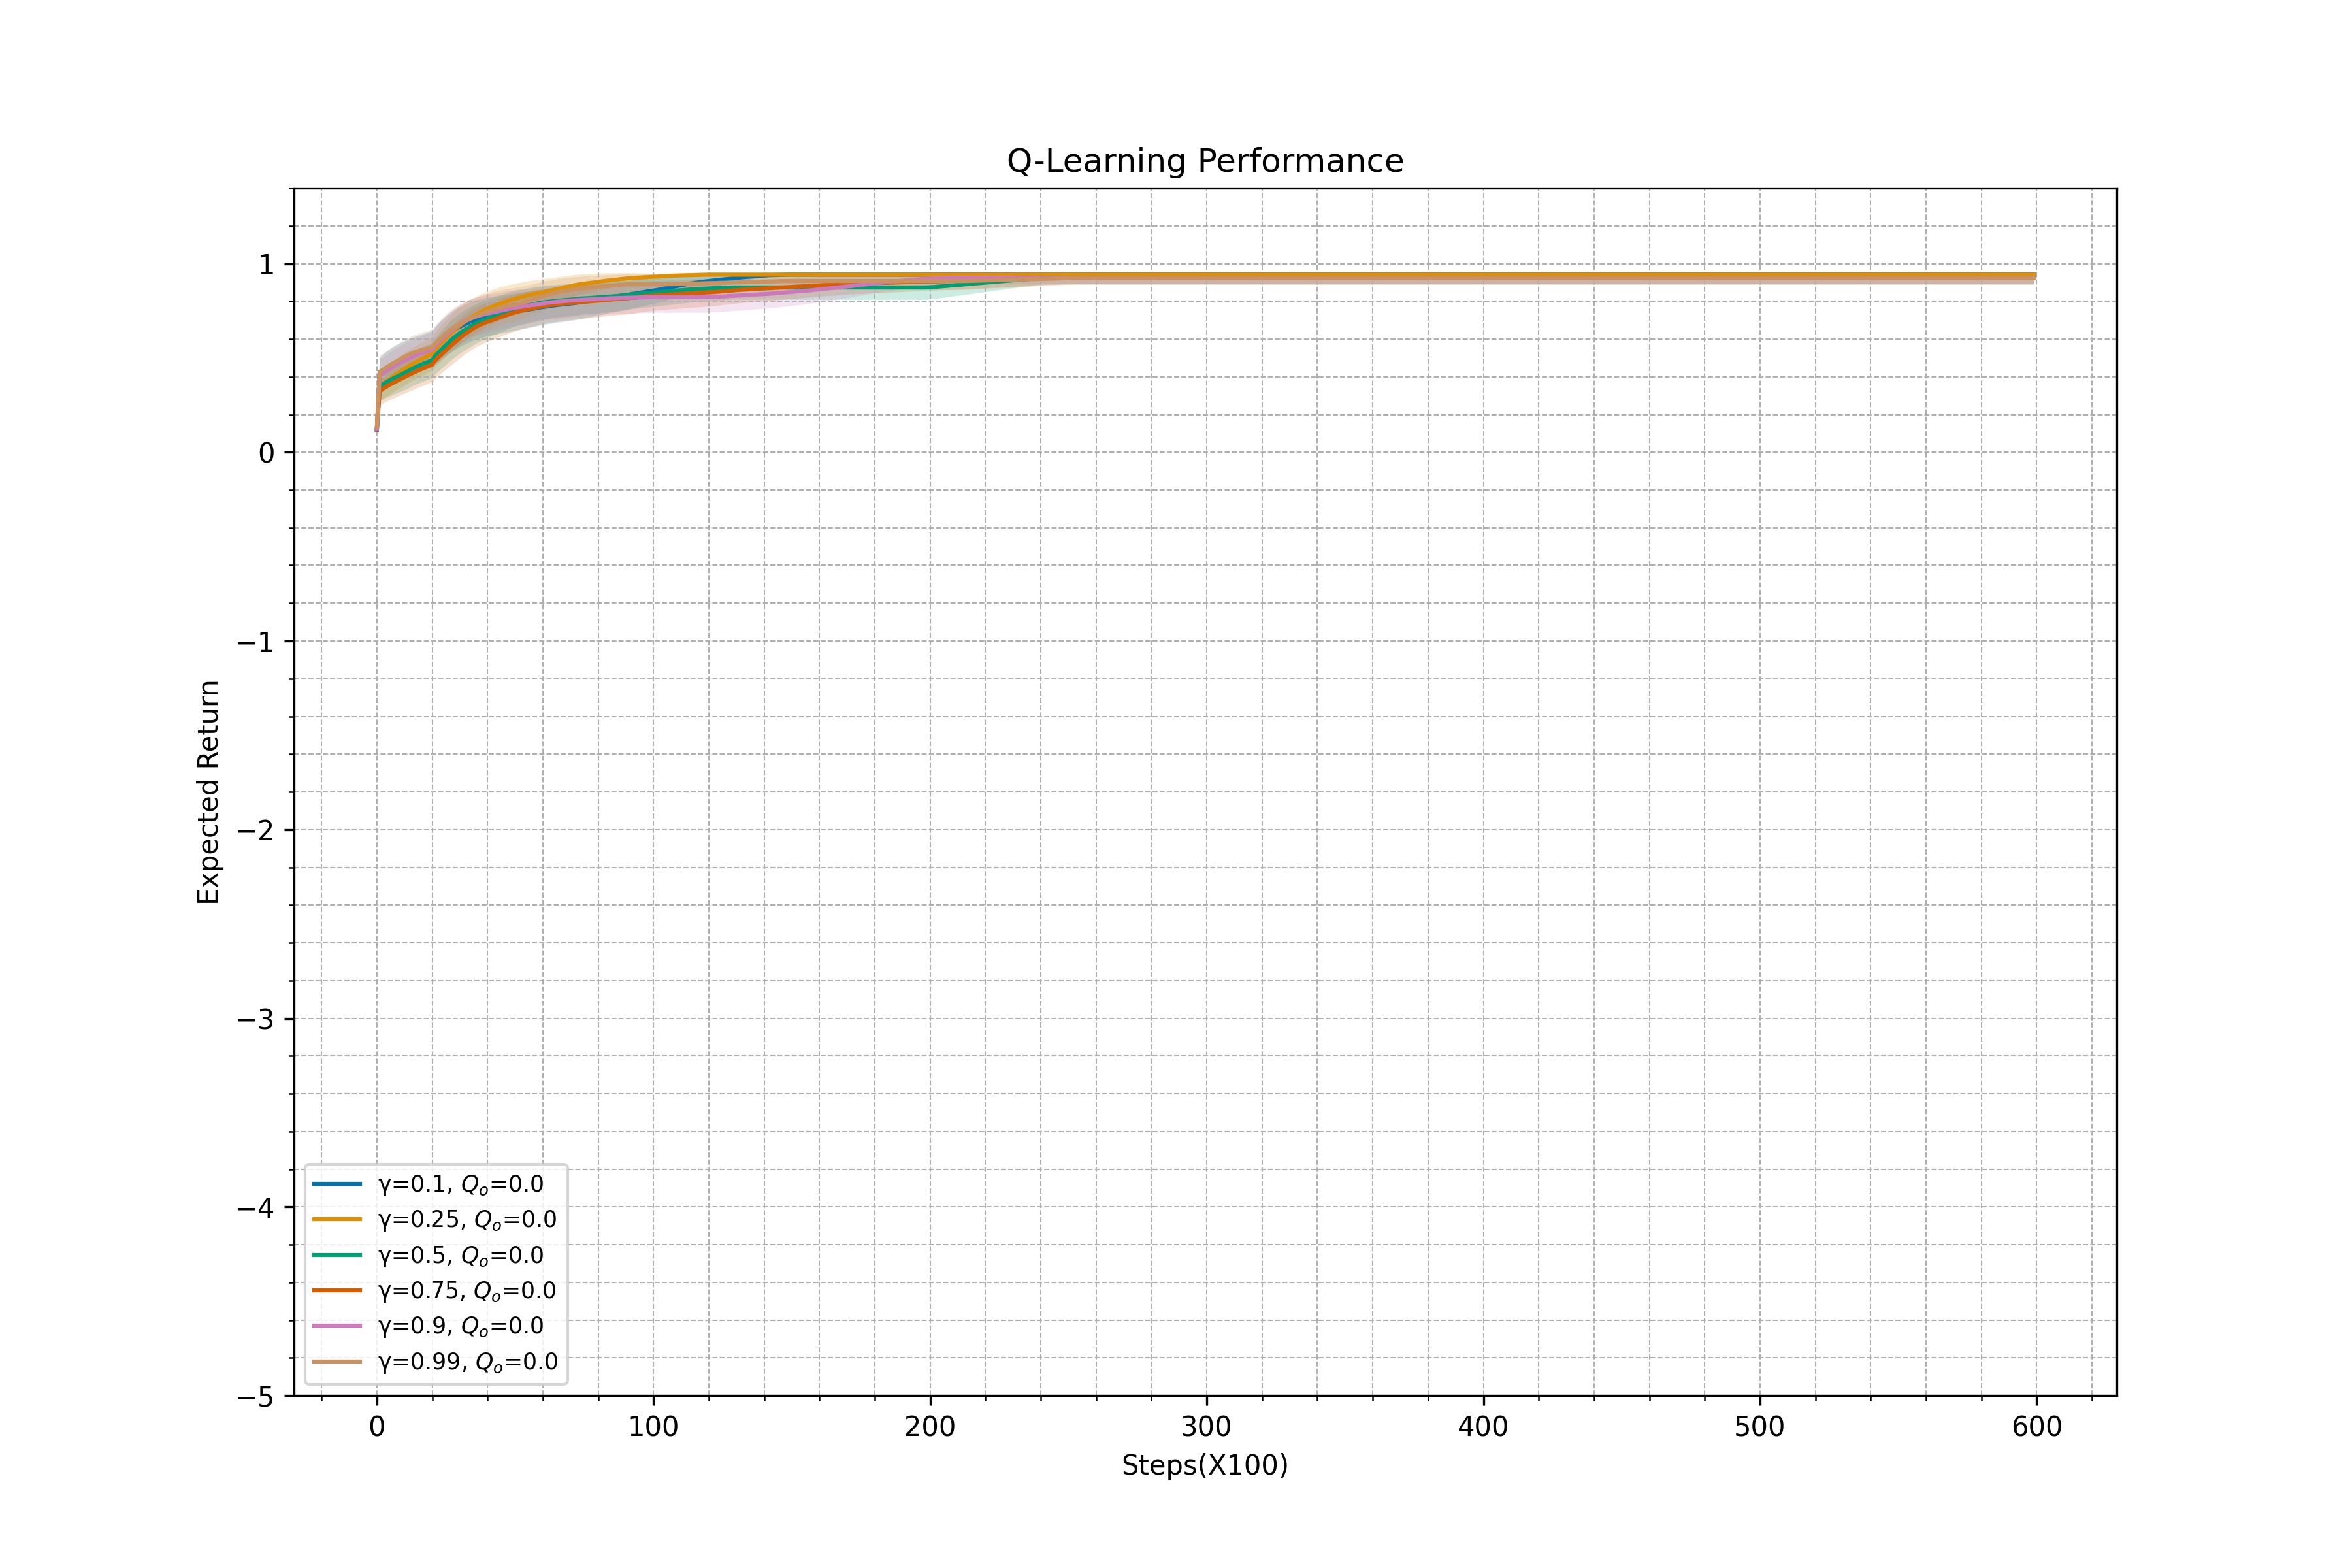 Q-Learning Performance
Expected Return
1
0
−1
−2
−3
−4
−5
γ=0.1, Qₒ=0.0
γ=0.25, Qₒ=0.0
γ=0.5, Qₒ=0.0
γ=0.75, Qₒ=0.0
γ=0.9, Qₒ=0.0
γ=0.99, Qₒ=0.0
0 100 200 300 400 500 600
Steps(X100)